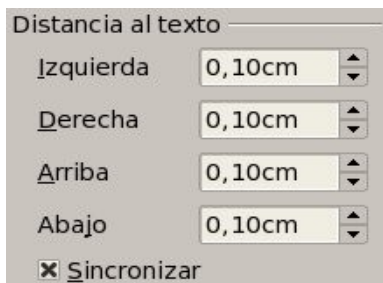 Distancia al texto
Izquierda 0,10cm
Derecha 0,10cm
Arriba 0,10cm
Abajo 0,10cm
Sincronizar